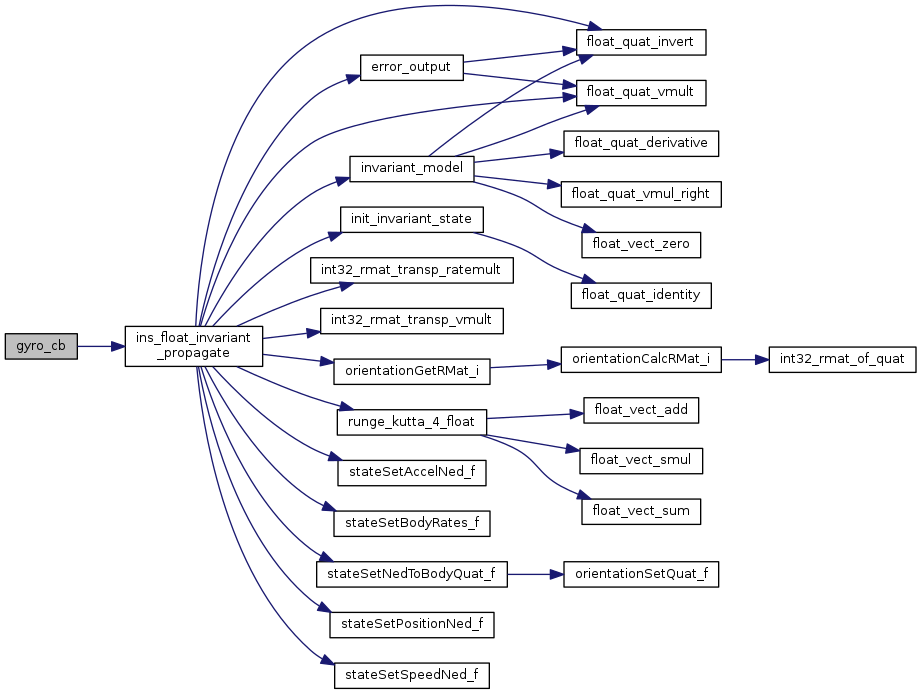 float_quat_invert
error_output
float_quat_vmult
float_quat_derivative
invariant_model
float_quat_vmul_right
init_invariant_state
float_vect_zero
int32_rmat_transp_ratemult
float_quat_identity
int32_rmat_transp_vmult
gyro_cb
ins_float_invariant
_propagate
orientationGetRMat_i
orientationCalcRMat_i
int32_rmat_of_quat
float_vect_add
runge_kutta_4_float
float_vect_smul
stateSetAccelNed_f
float_vect_sum
stateSetBodyRates_f
stateSetNedToBodyQuat_f
orientationSetQuat_f
stateSetPositionNed_f
stateSetSpeedNed_f